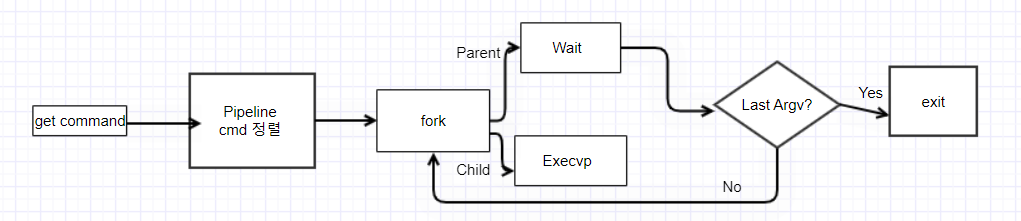 get command
Pipeline
cmd 정렬
fork
Parent
Wait
Child
Execvp
Last Argv?
Yes
exit
No